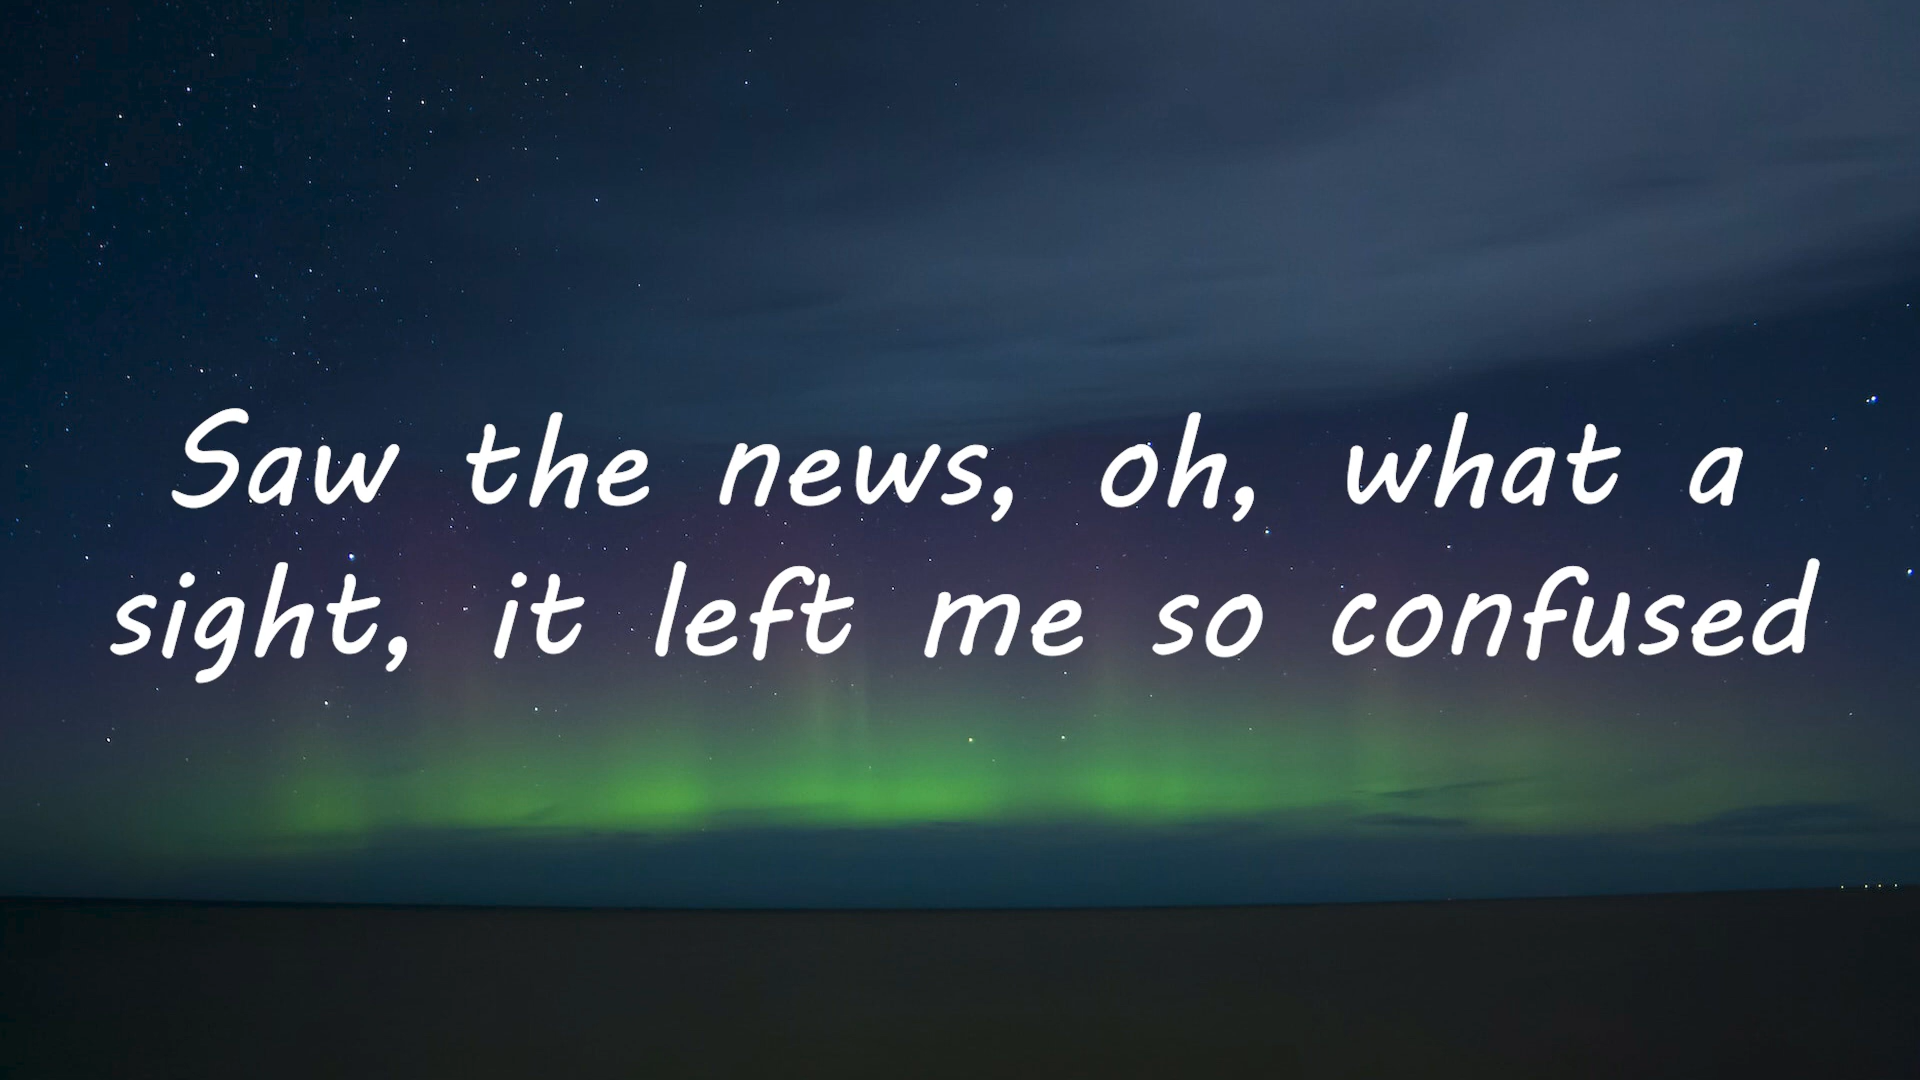 Saw the news, oh, what a
sight, it left me so confused